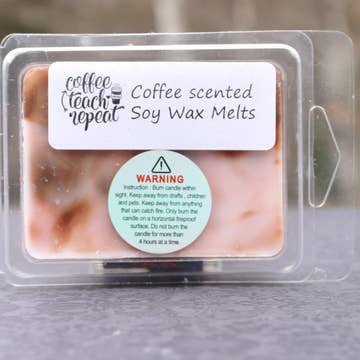 coffee
teach
repeat
Coffee scented
Soy Wax Melts
WARNING
Instruction : Burn candle within
sight. Keep away from drafts , children
and pets. Keep away from anything
that can catch fire. Only burn the
candle on a horizontal fireproof
surface. Do not burn the
candle for more than
4 hours at a time.